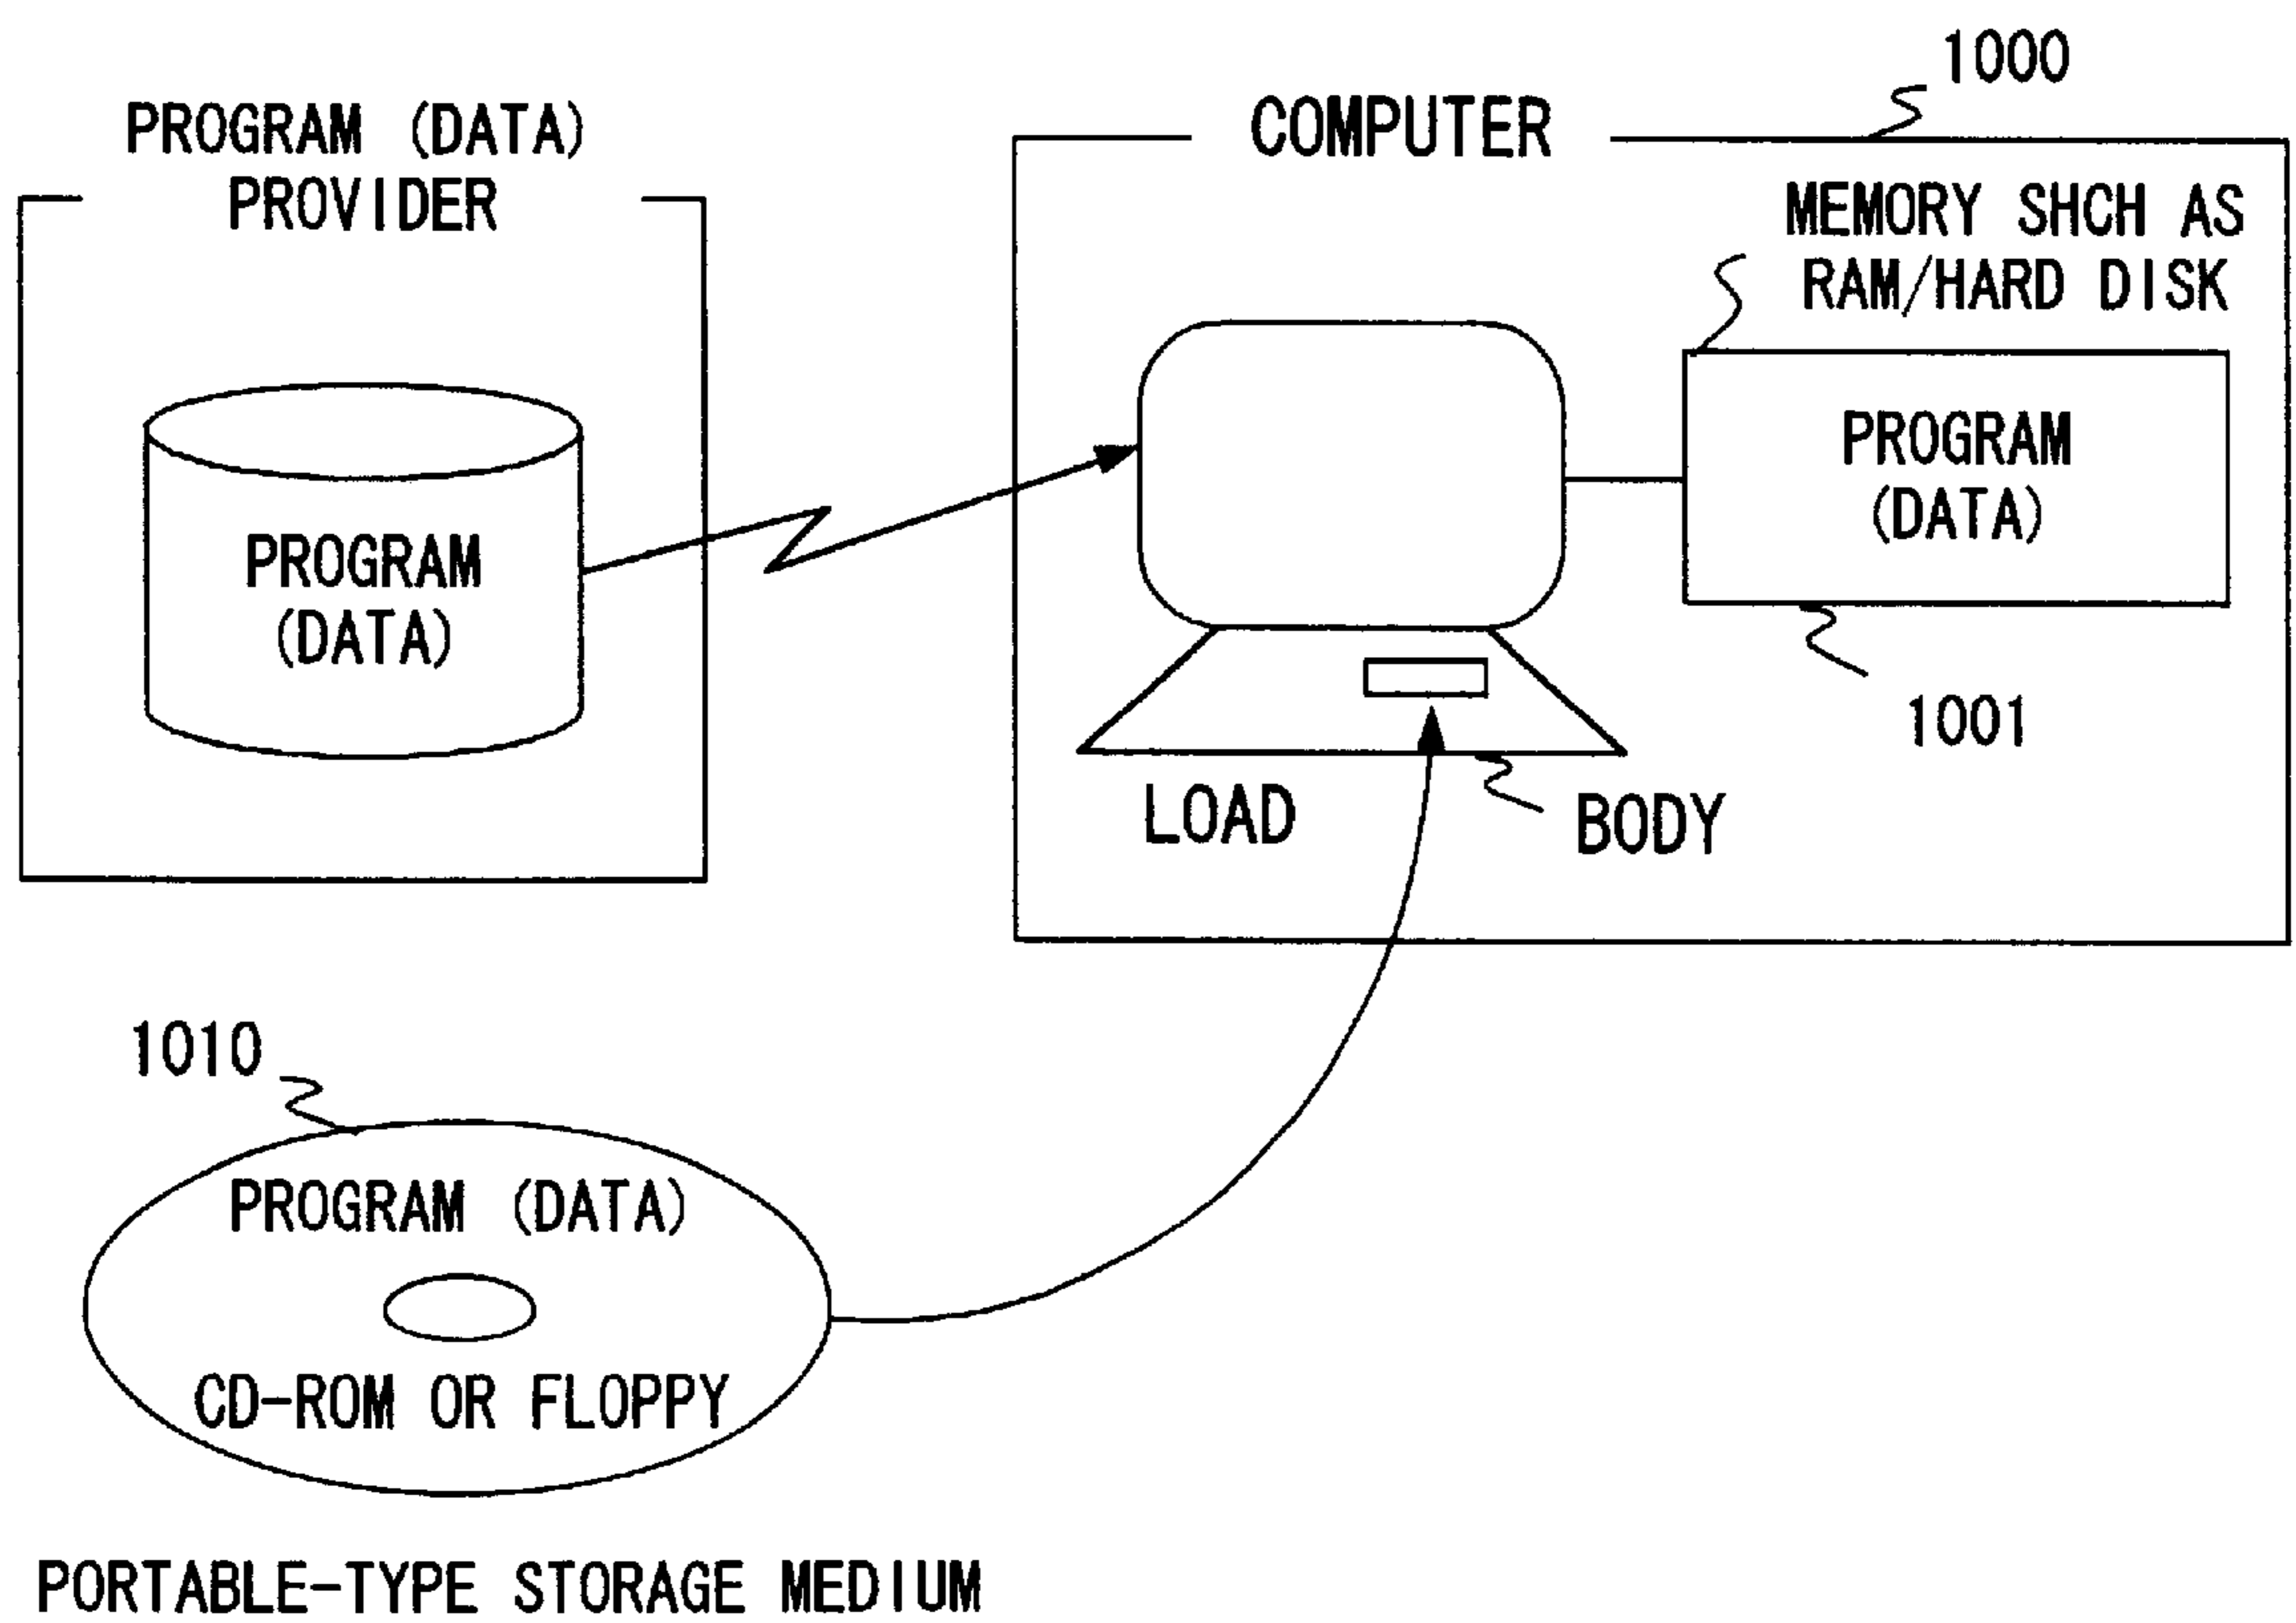 1000
PROGRAM (DATA)
PROVIDER
COMPUTER
MEMORY SHCH AS
RAM/HARD DISK
PROGRAM
(DATA)
PROGRAM
(DATA)
1001
LOAD
BODY
1010
PROGRAM (DATA)
CD-ROM OR FLOPPY
PORTABLE-TYPE STORAGE MEDIUM